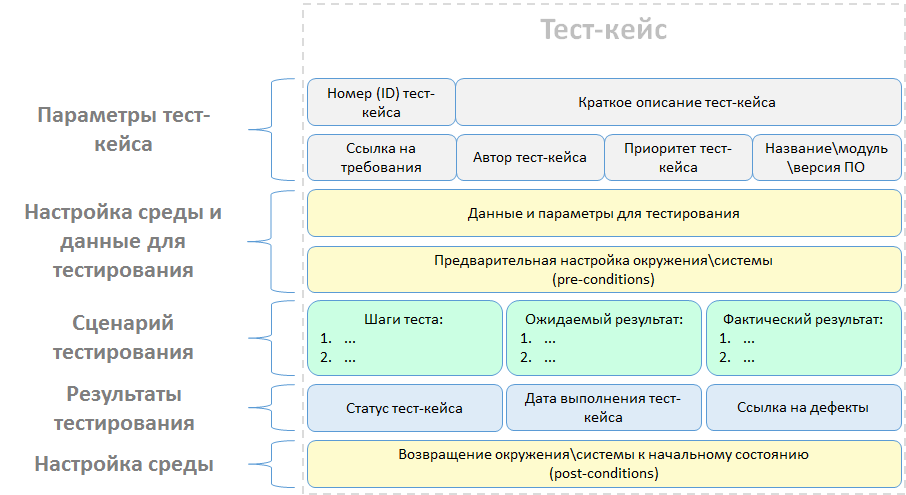 Тест-кейс
Параметры тест-
кейса
Номер (ID) тест-
кейса
Краткое описание тест-кейса
Ссылка на
требования
Автор тест-кейса
Приоритет тест-
кейса
Название\модуль
\версия ПО
Настройка среды и
данные для
тестирования
Данные и параметры для тестирования
Предварительная настройка окружения\системы
(pre-conditions)
Сценарий
тестирования
Шаги теста:
1. ...
2. ...
Ожидаемый результат:
1. ...
2. ...
Фактический результат:
1. ...
2. ...
Результаты
тестирования
Статус тест-кейса
Дата выполнения тест-
кейса
Ссылка на дефекты
Настройка среды
Возвращение окружения\системы к начальному состоянию
(post-conditions)